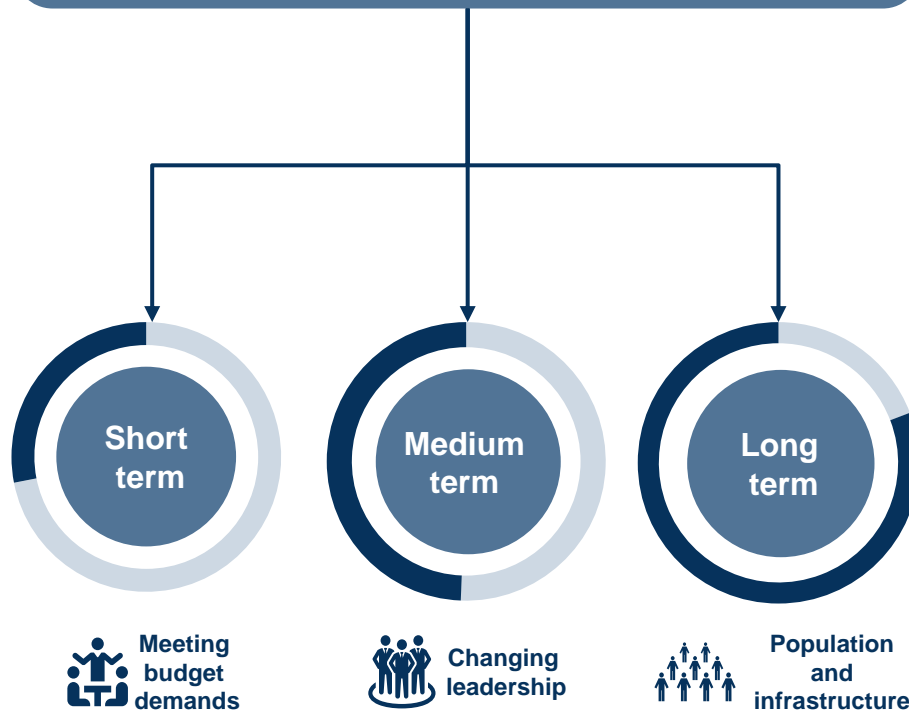 Short
term
Medium
term
Long
term
Meeting
budget
demands
Changing
leadership
Population
and
infrastructure